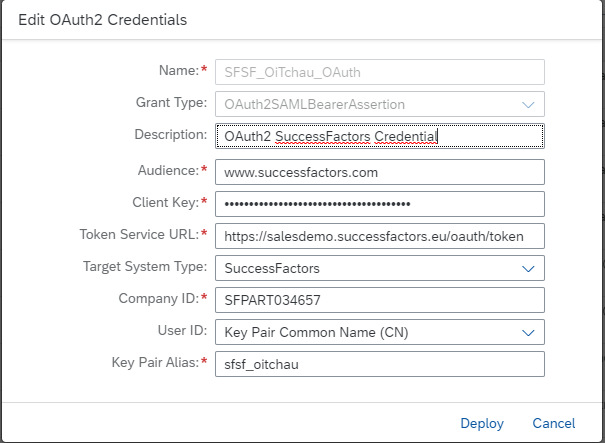 Edit OAuth2 Credentials
Name:* SFSF_OiTchau_OAuth
Grant Type: OAuth2SAMLBearerAssertion
Description: OAuth2 SuccessFactors Credential
Audience:* www.successfactors.com
Client Key:* ••••••••••••••••••••••••••••••••••••••
Token Service URL:* https://salesdemo.successfactors.eu/oauth/token
Target System Type: SuccessFactors
Company ID:* SFPART034657
User ID: Key Pair Common Name (CN)
Key Pair Alias:* sfsf_oitchau
Deploy Cancel